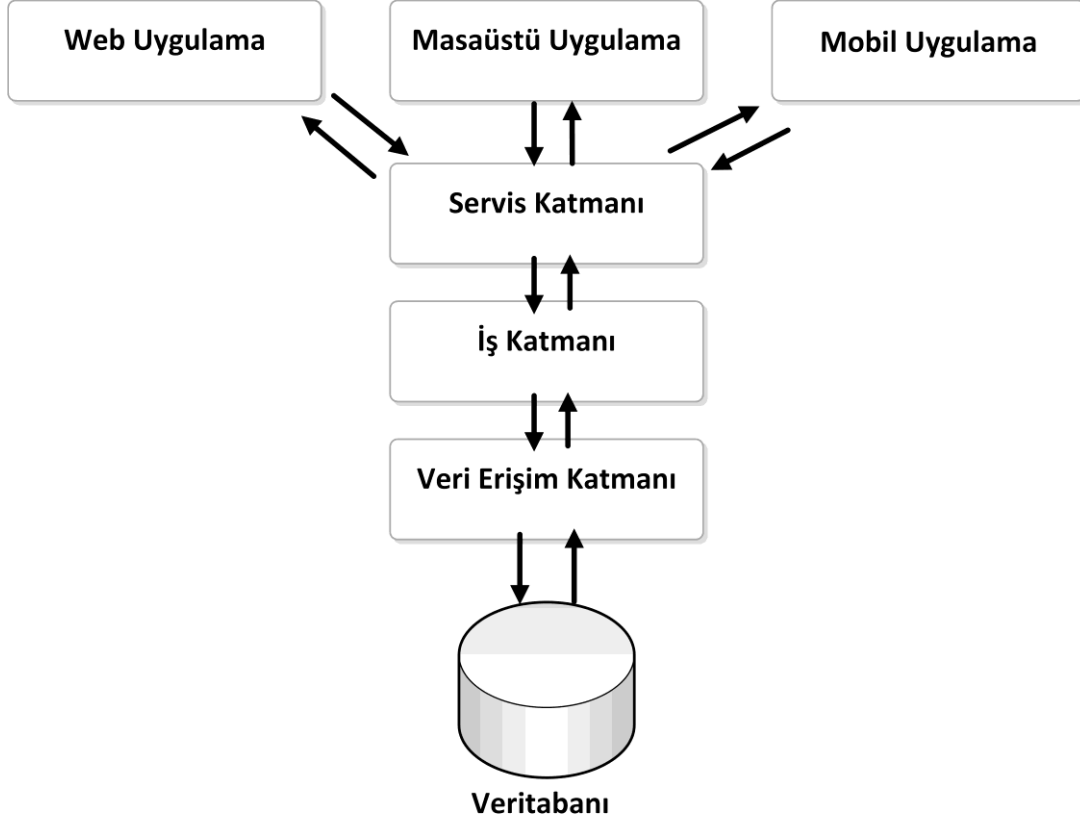 Web Uygulama
Masaüstü Uygulama
Mobil Uygulama
Servis Katmanı
İş Katmanı
Veri Erişim Katmanı
Veritabanı